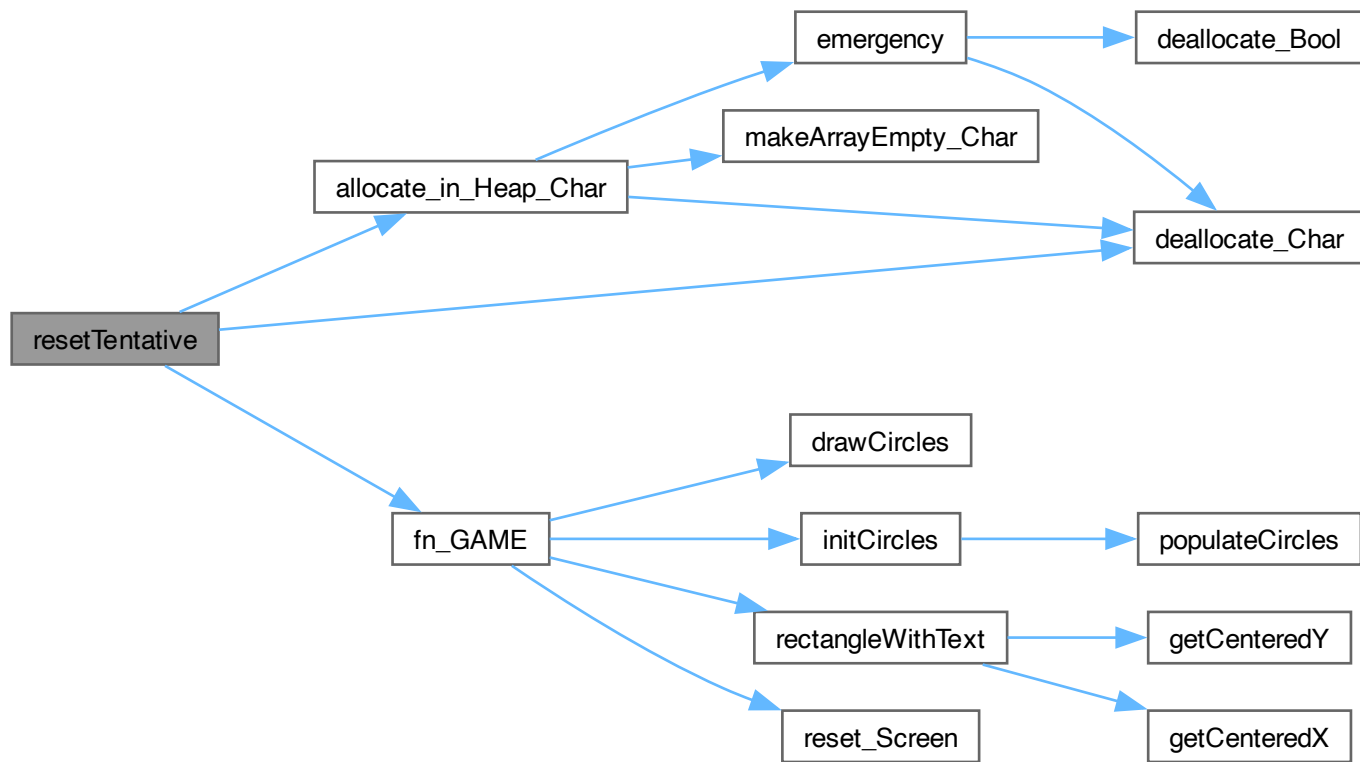 emergency
deallocate_Bool
makeArrayEmpty_Char
allocate_in_Heap_Char
deallocate_Char
resetTentative
drawCircles
fn_GAME
initCircles
populateCircles
rectangleWithText
getCenteredY
reset_Screen
getCenteredX